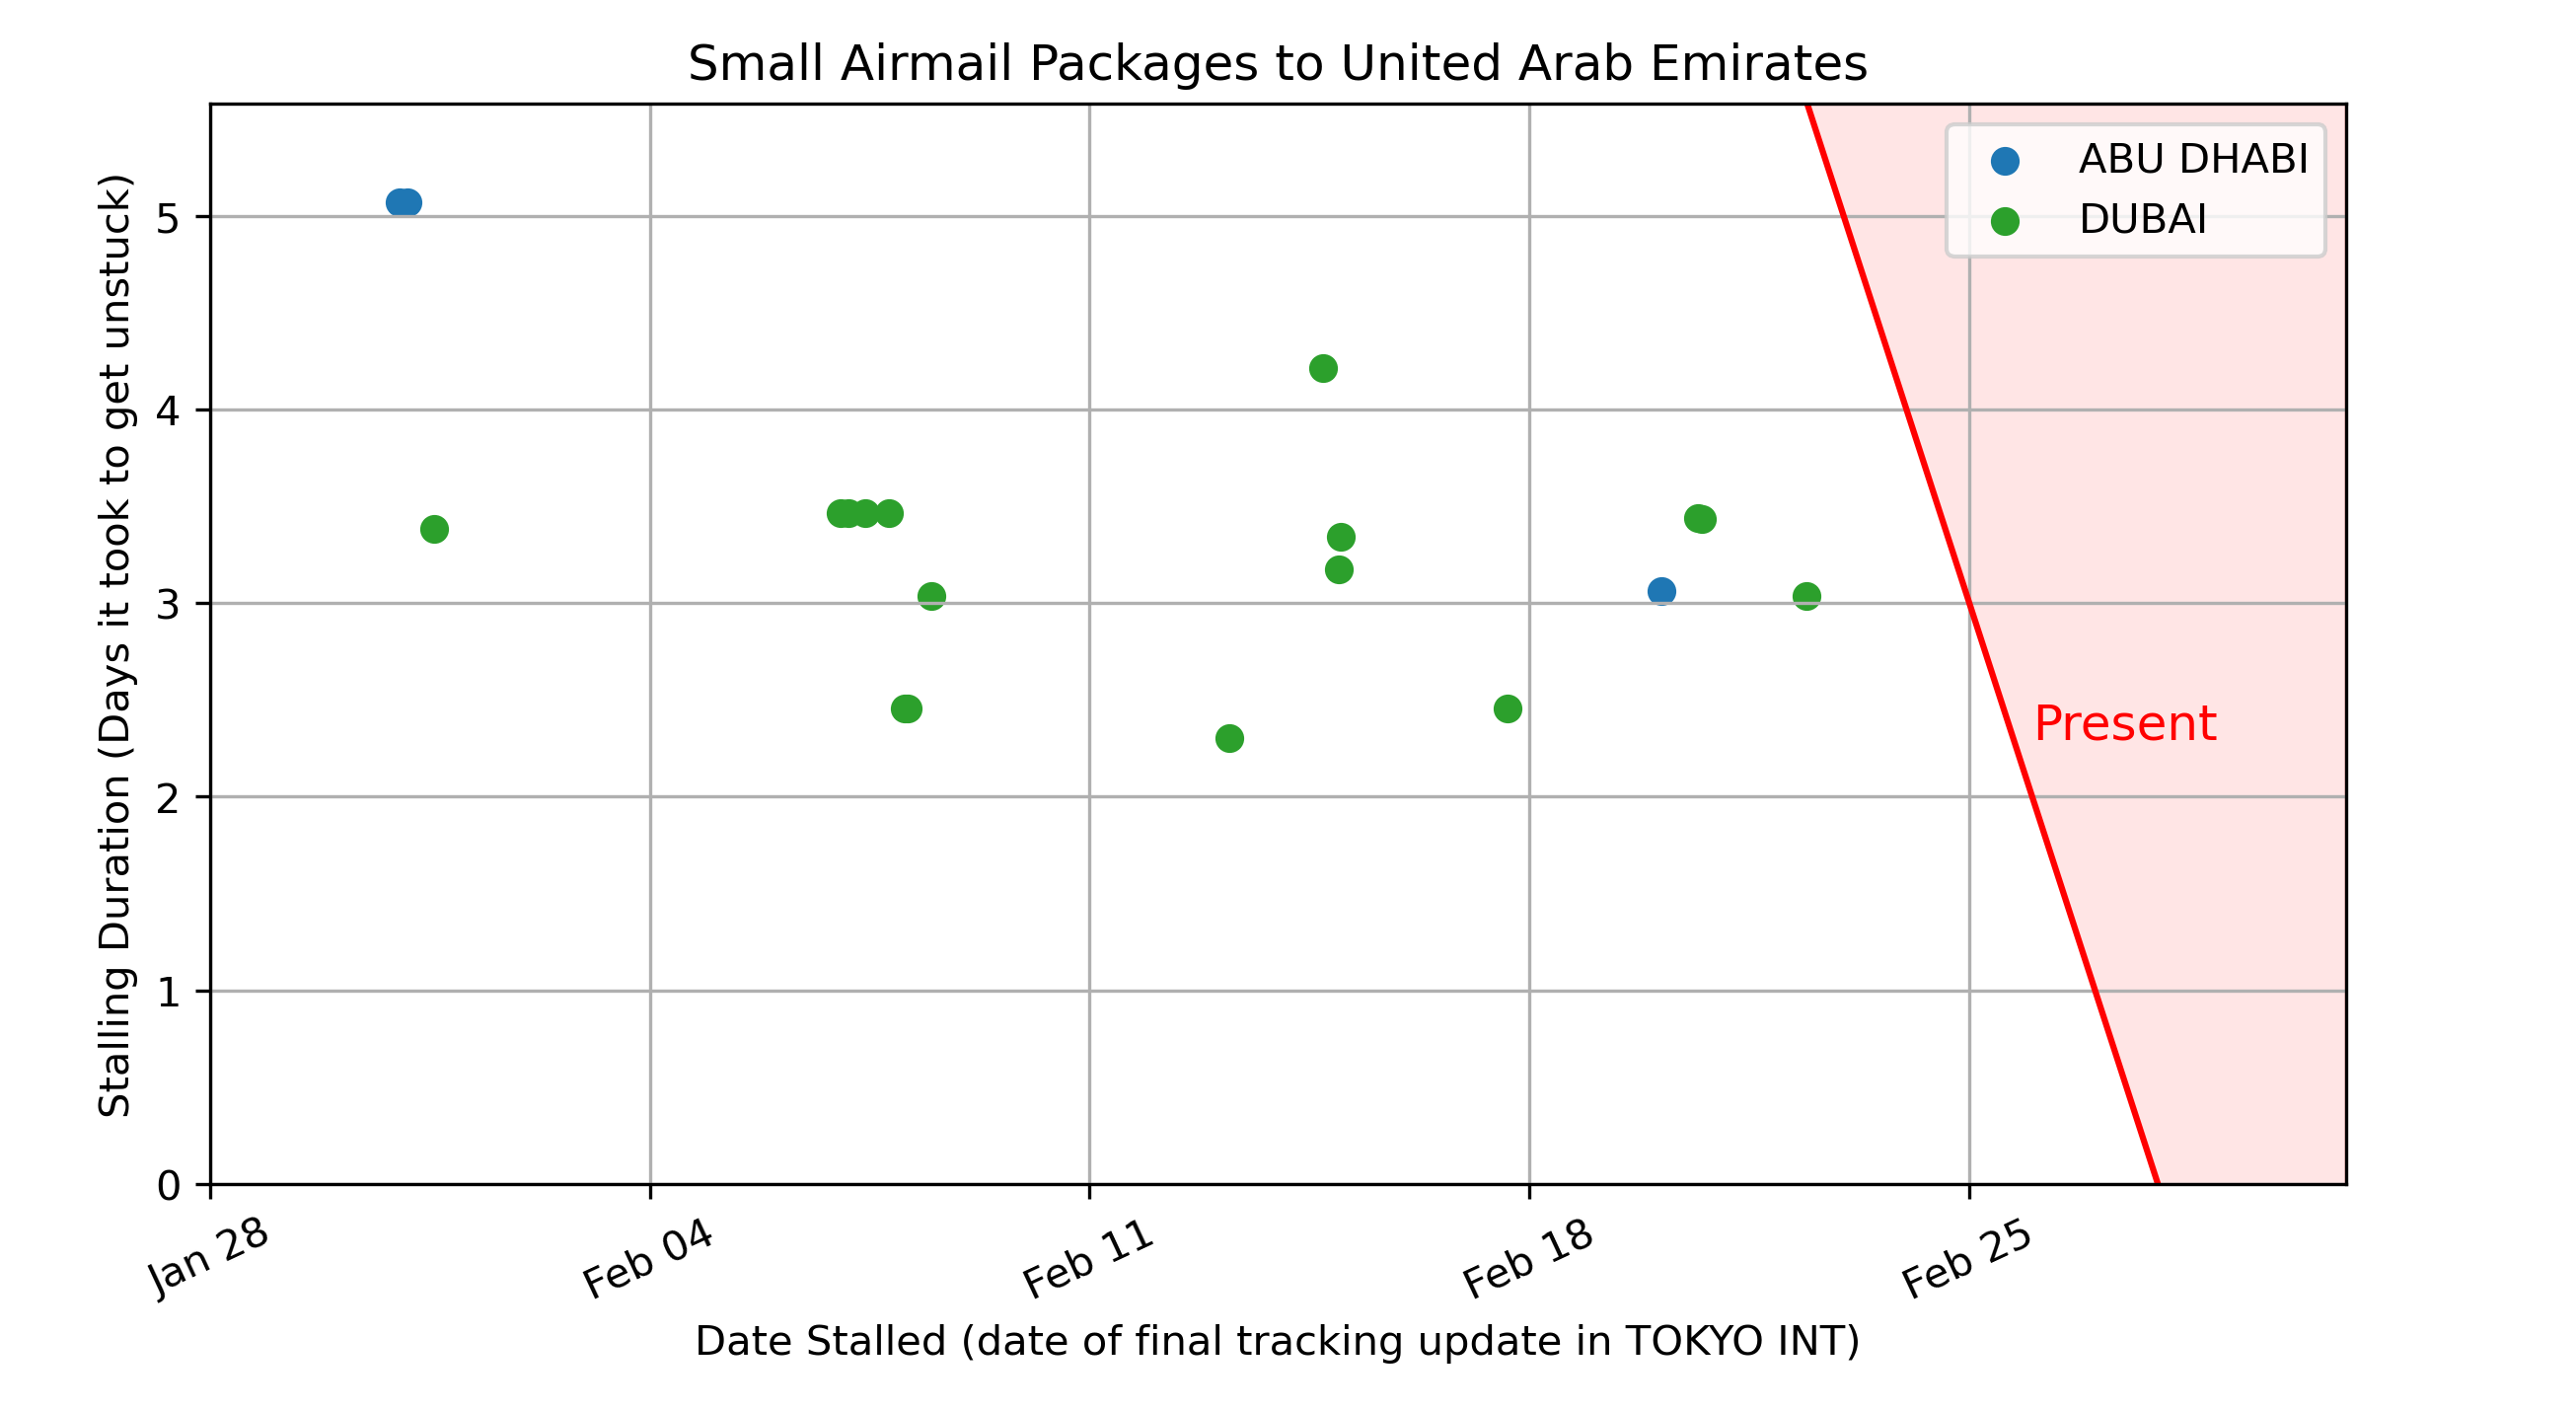 Small Airmail Packages to United Arab Emirates
Stalling Duration (Days it took to get unstuck)
5
4
3
2
1
0
ABU DHABI
DUBAI
Present
Jan 28
Feb 04
Feb 11
Feb 18
Feb 25
Date Stalled (date of final tracking update in TOKYO INT)